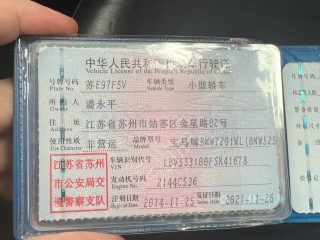 中华人民共和国机动车行驶证
Vehicle License of the People's Republic of China
号牌号码 苏E97F5V 车辆类型 小型轿车
Plate No. Vehicle Type
所有人 潘永平
Owner
住址 江苏省苏州市姑苏区金星路02号
Address
使用性质 非营运 品牌型号 宝马牌BMW7201VL(BMW525
Use Character Model
江苏省苏州 车辆识别代号 LBV5S3100FSK41678
市公安局交 发动机号码 2144C536
Engine No.
通警察支队 注册日期 2014-11-25 发证日期 2021-11-26
Register Date Issue Date